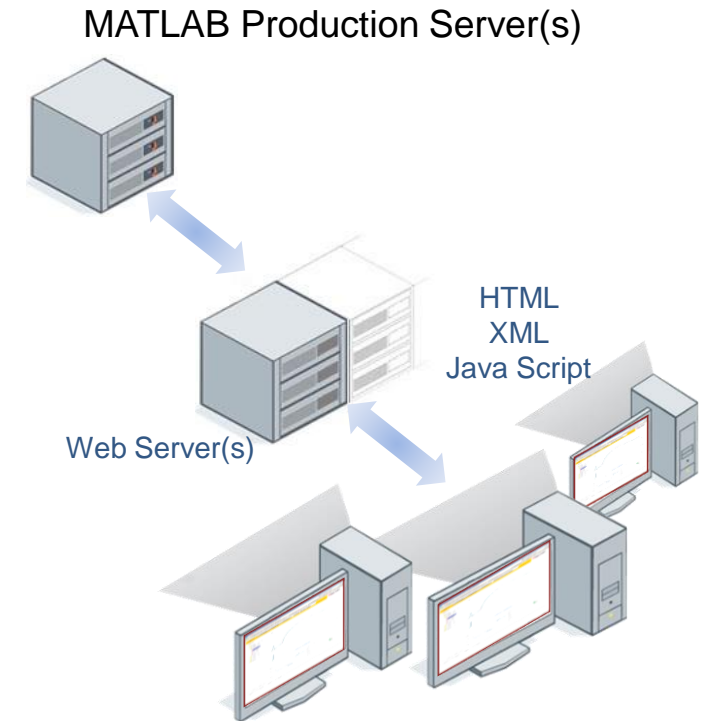 MATLAB Production Server(s)
HTML
XML
Java Script
Web Server(s)